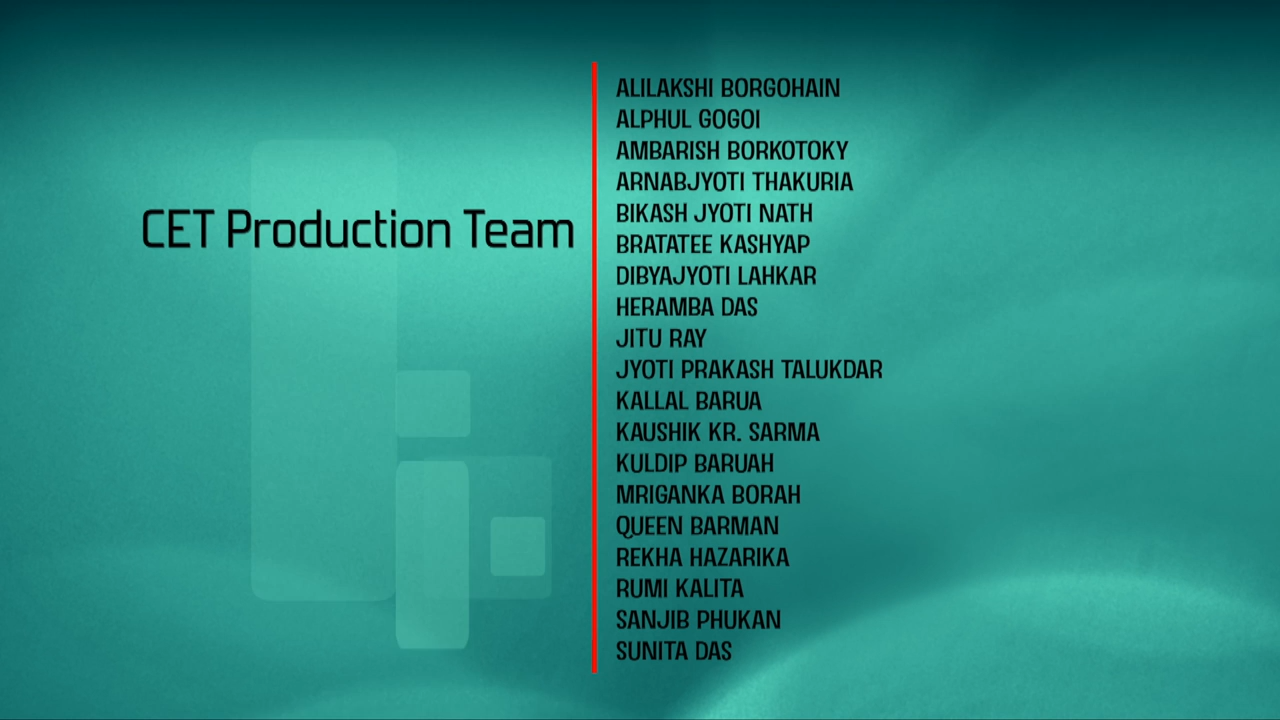 CET Production Team
ALILAKSHI BORGOHAIN
ALPHUL GOGOI
AMBARISH BORKOTOKY
ARNABJYOTI THAKURIA
BIKASH JYOTI NATH
BRATATEE KASHYAP
DIBYAJYOTI LAHKAR
HERAMBA DAS
JITU RAY
JYOTI PRAKASH TALUKDAR
KALLAL BARUA
KAUSHIK KR. SARMA
KULDIP BARUAH
MRIGANKA BORAH
QUEEN BARMAN
REKHA HAZARIKA
RUMI KALITA
SANJIB PHUKAN
SUNITA DAS